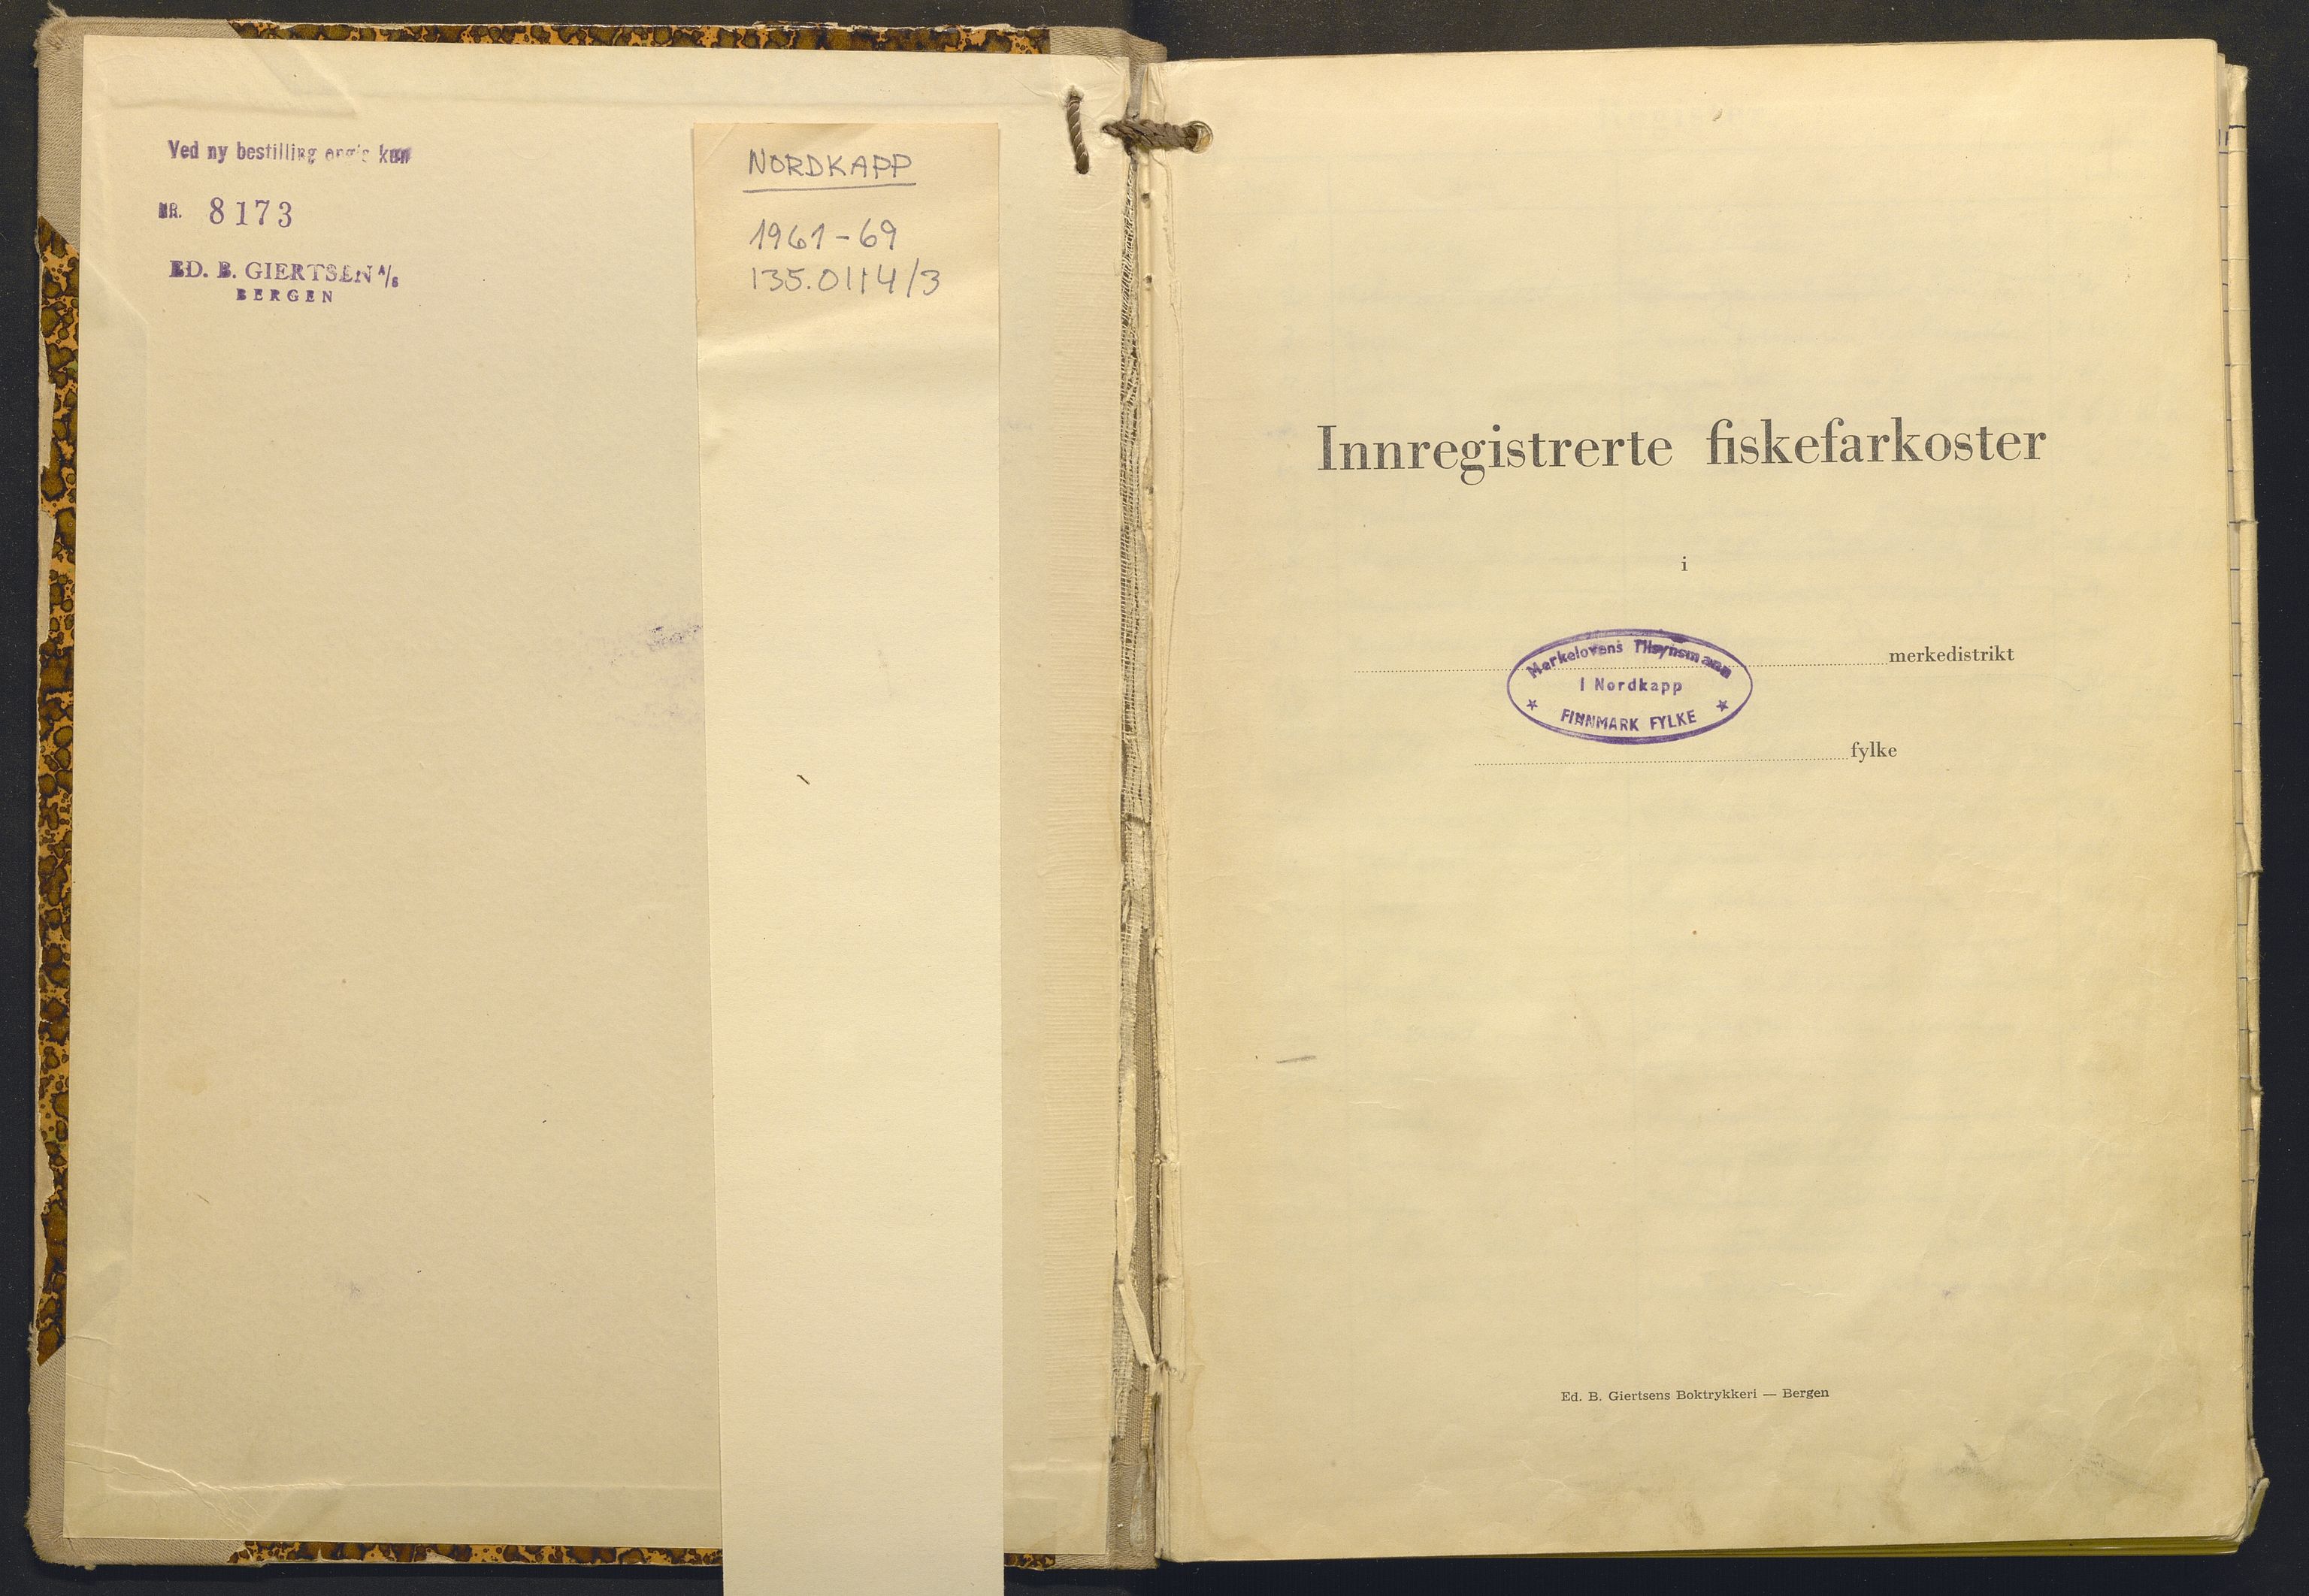 Ved ny bestilling opgis kun
NR. 8173
ED. B. GIERTSEN A/S
BERGEN
NORDKAPP
1961-69
135.0114/3
Innregistrerte fiskefarkoster
i
merkedistrikt
Merkelovens Tilsynsmann
i Nordkapp
FINNMARK FYLKE
fylke
Ed. B. Giertsens Boktrykkeri — Bergen